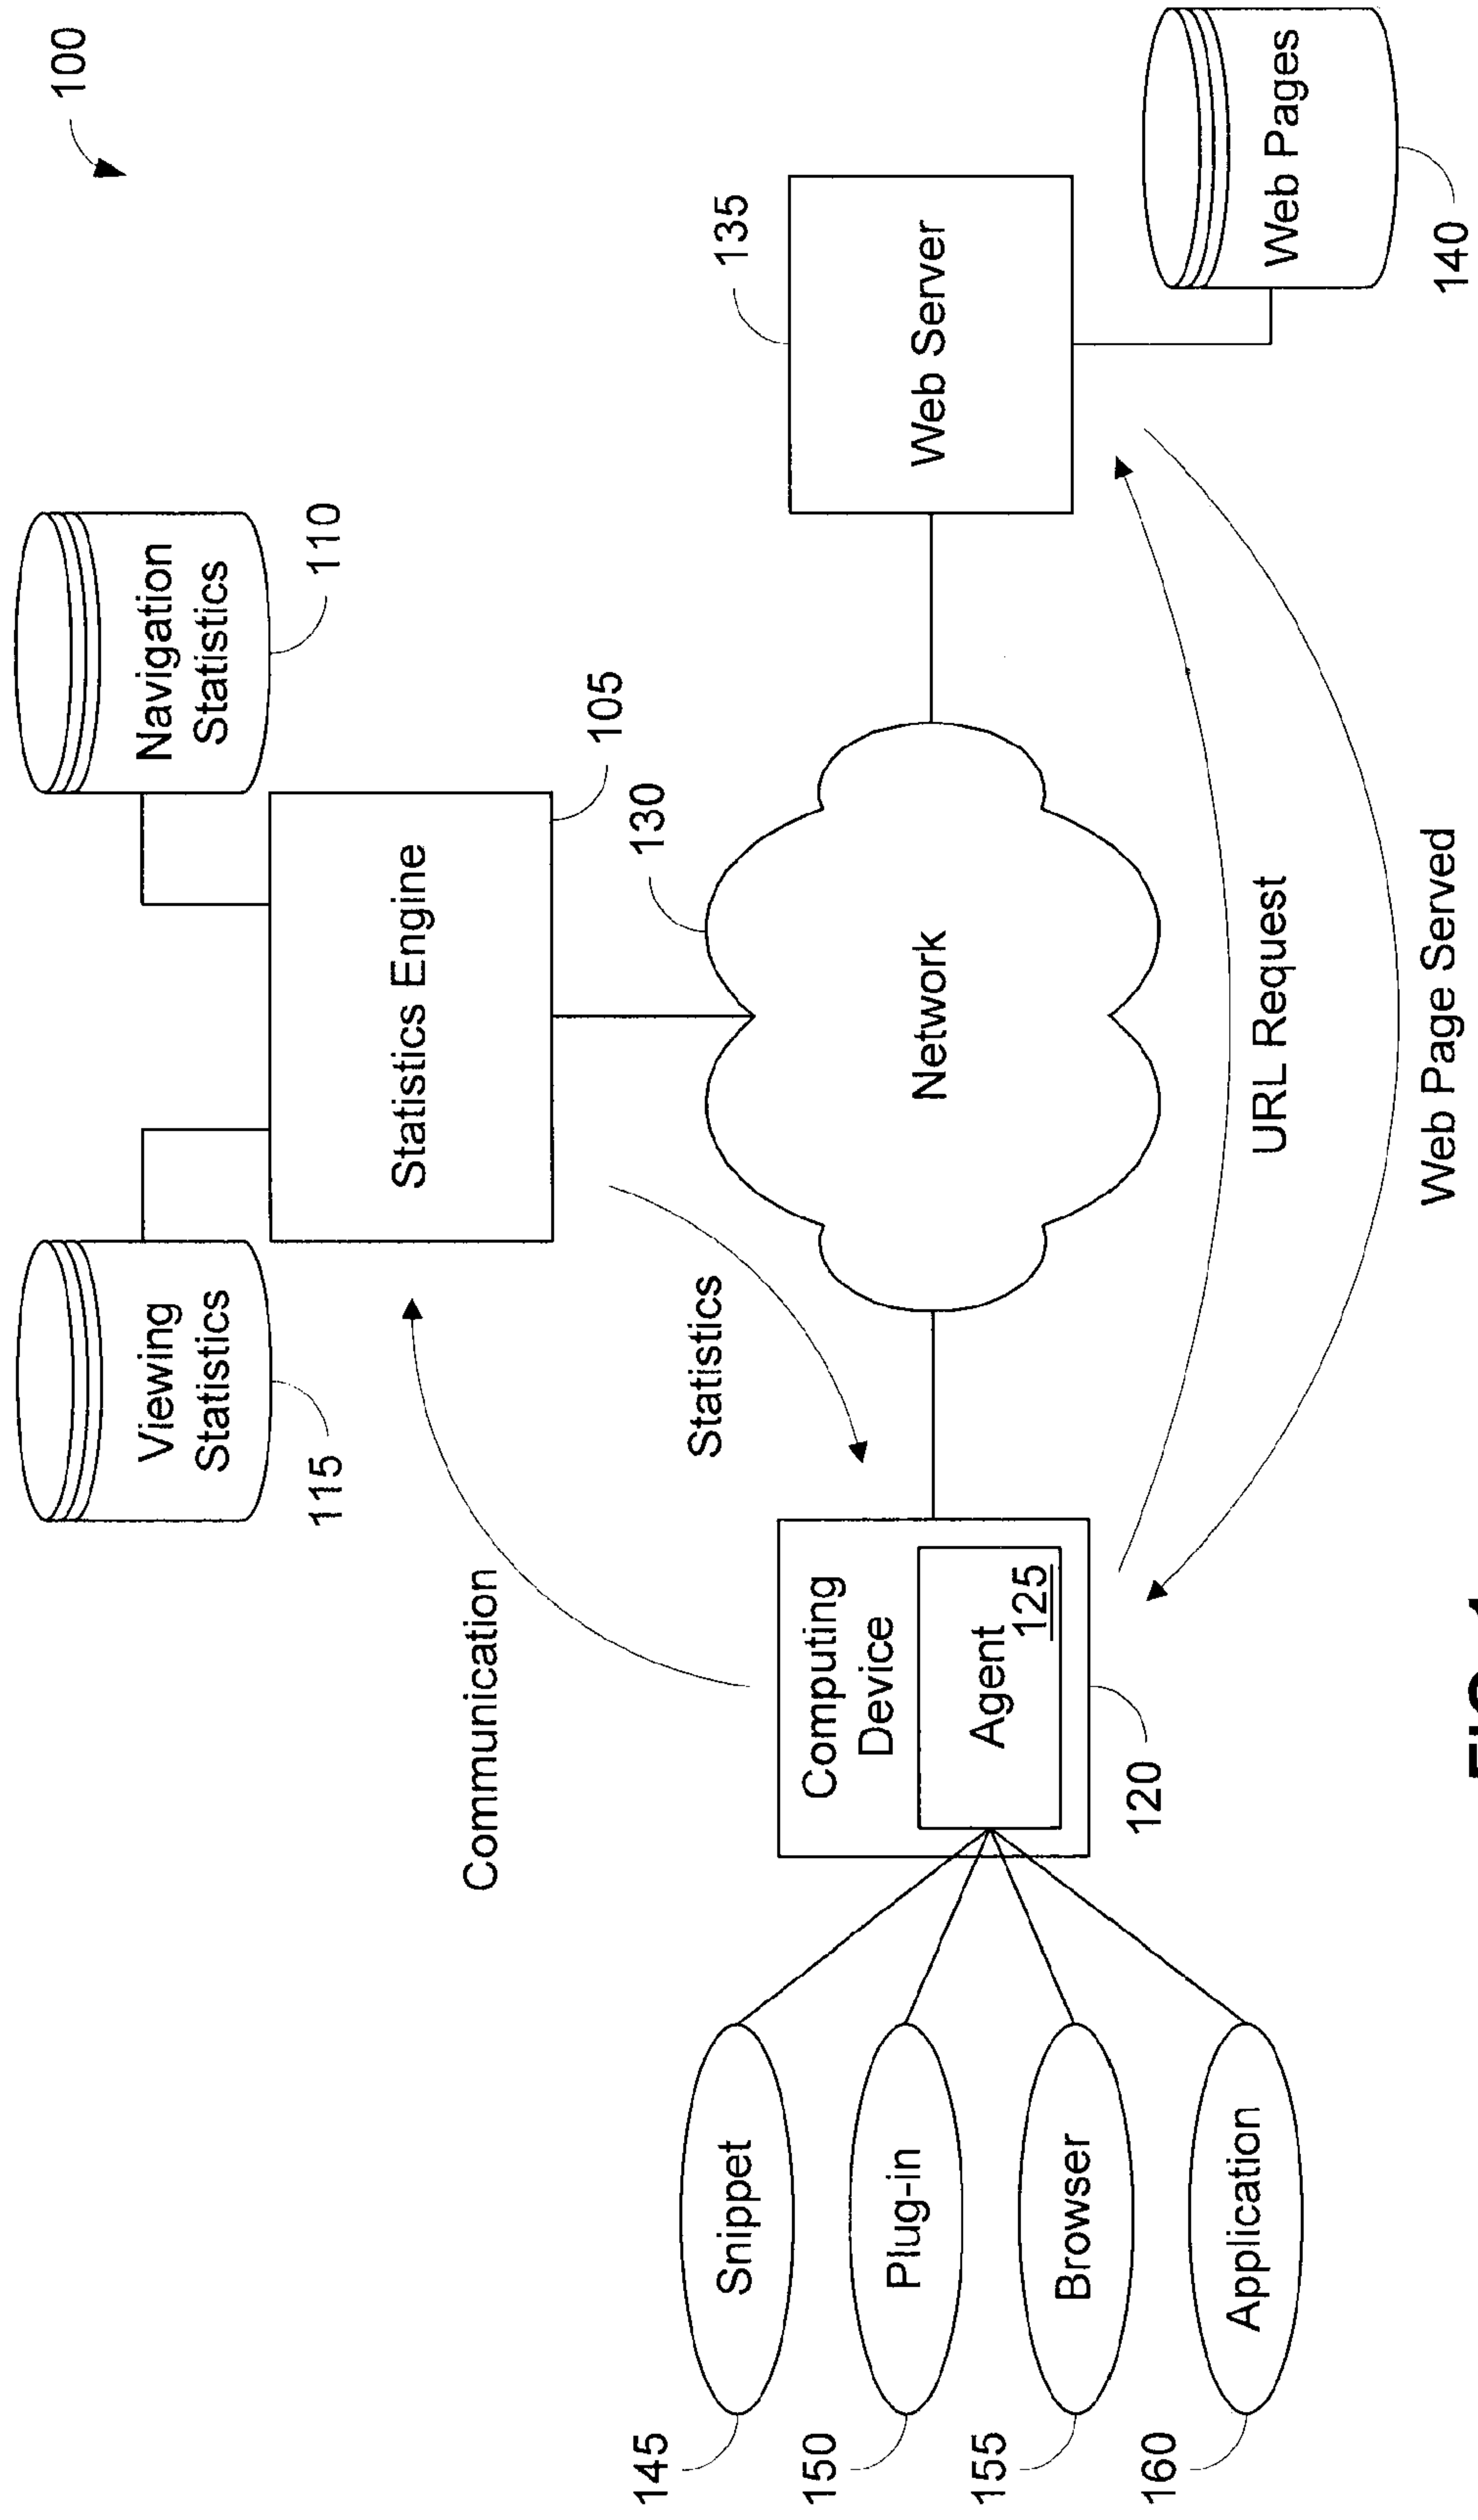 100
Viewing
Statistics
115
Navigation
Statistics
110
Statistics Engine
105
Communication
Statistics
130
Network
Computing
Device
Agent
125
120
Web Server
135
Web Pages
140
URL Request
Web Page Served
145
Snippet
150
Plug-in
155
Browser
160
Application